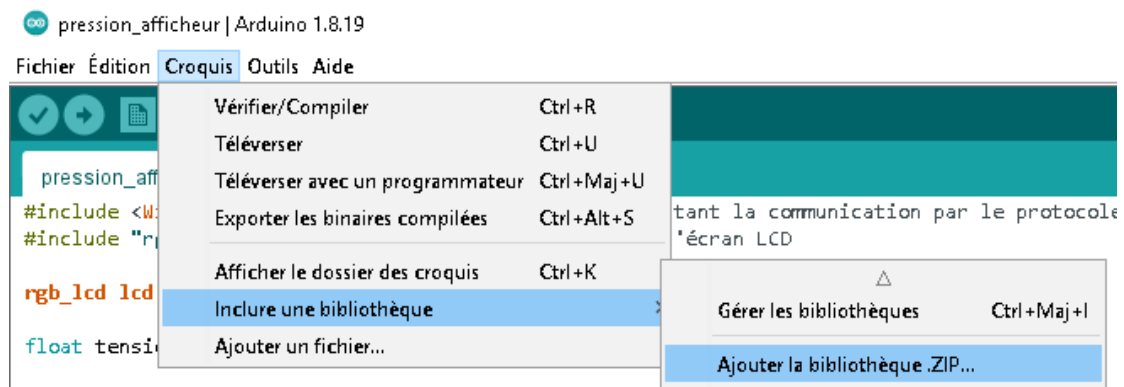 pression_afficheur | Arduino 1.8.19
Fichier Édition Croquis Outils Aide
Vérifier/Compiler Ctrl+R
Téléverser Ctrl+U
pression_aff
Téléverser avec un programmateur Ctrl+Maj+U
#include <Wi
Exporter les binaires compilées Ctrl+Alt+S
tant la communication par le protocole
#include "r
'écran LCD
Afficher le dossier des croquis Ctrl+K
rgb_lcd lcd
Inclure une bibliothèque
Gérer les bibliothèques Ctrl+Maj+I
float tensi
Ajouter un fichier...
Ajouter la bibliothèque .ZIP...